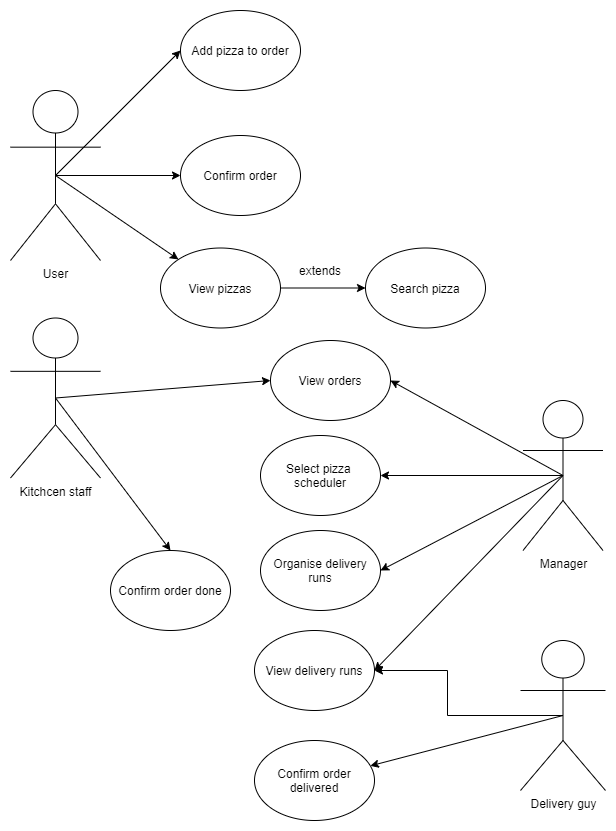 Add pizza to order
Confirm order
User
extends
View pizzas
Search pizza
View orders
Kitchcen staff
Select pizza
scheduler
Manager
Organise delivery
runs
Confirm order done
View delivery runs
Confirm order
delivered
Delivery guy